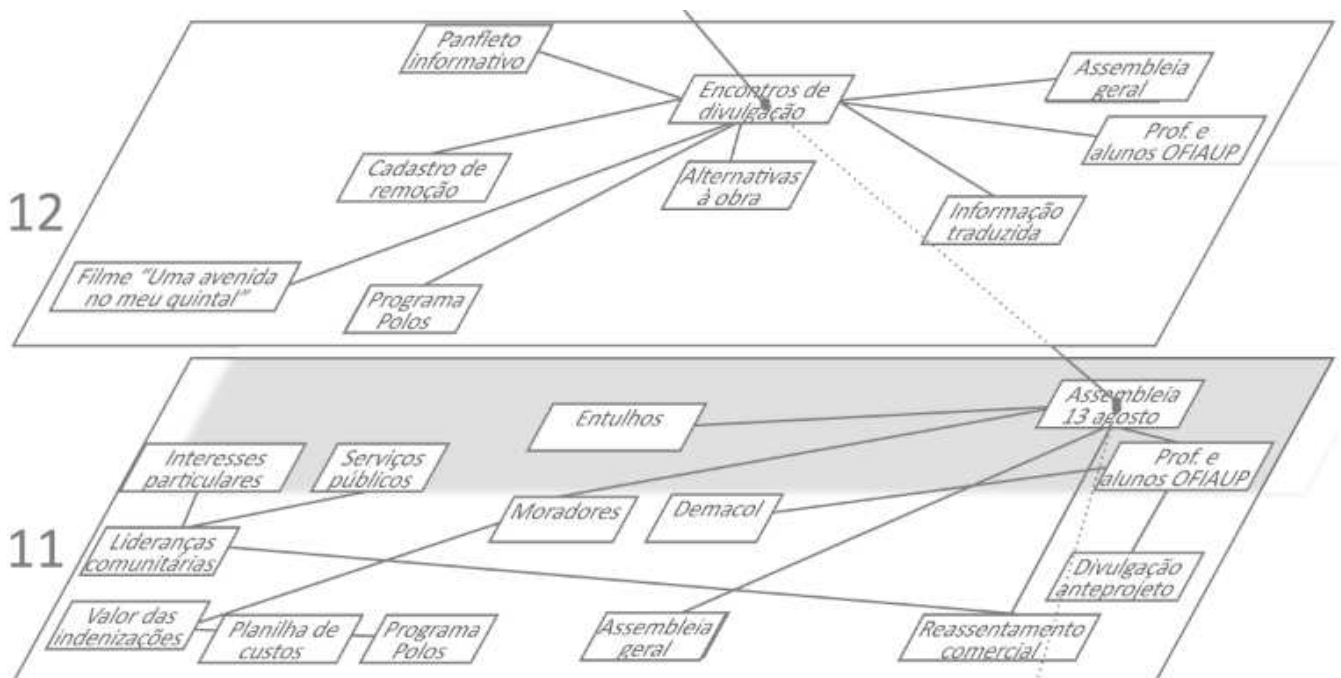 Panfleto
informativo
Encontros de
divulgação
Assembleia
geral
Prof. e
alunos OFIAUP
Cadastro de
remoção
Alternativas
à obra
Informação
traduzida
12
Filme “Uma avenida
no meu quintal”
Programa
Polos
Assembleia
13 agosto
Entulhos
Interesses
particulares
Serviços
públicos
Prof. e
alunos OFIAUP
Moradores
Demacol
11
Lideranças
comunitárias
Divulgação
anteprojeto
Valor das
indenizações
Planilha de
custos
Programa
Polos
Assembleia
geral
Reassentamento
comercial